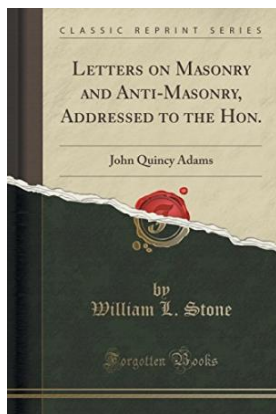 CLASSIC REPRINT SERIES
LETTERS ON MASONRY
AND ANTI-MASONRY,
ADDRESSED TO THE HON.
John Quincy Adams
by
William L. Stone
Forgotten Books